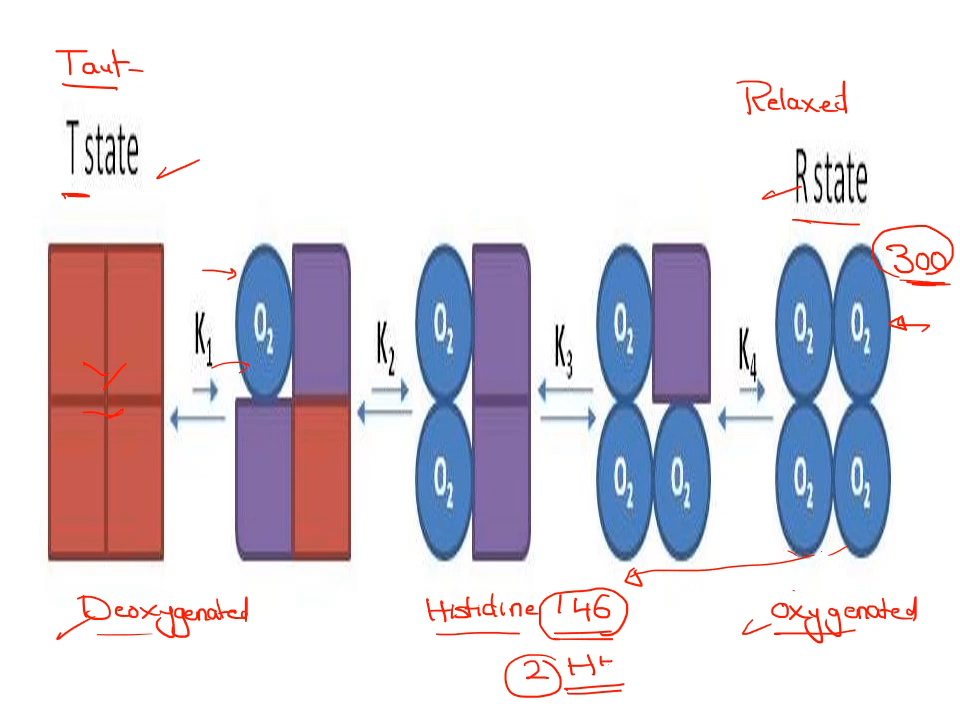 Taut-
T state
Relaxed
R state
300
O2
K1
O2
O2
K2
O2
O2
O2
K3
O2
O2
O2
O2
K4
Deoxygenated
Histidine 146
2 H+
oxygenated